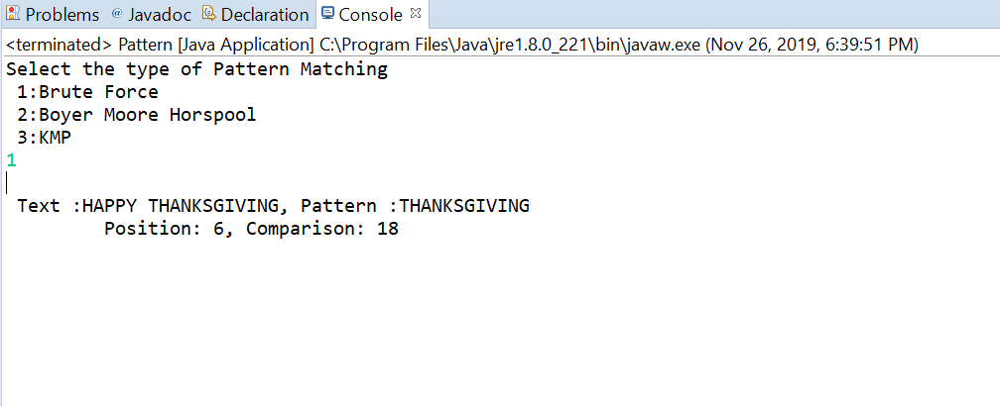 Problems @ Javadoc Declaration Console
<terminated> Pattern [Java Application] C:\Program Files\Java\jre1.8.0_221\bin\javaw.exe (Nov 26, 2019, 6:39:51 PM)
Select the type of Pattern Matching
1:Brute Force
2:Boyer Moore Horspool
3:KMP
1
Text :HAPPY THANKSGIVING, Pattern :THANKSGIVING
Position: 6, Comparison: 18